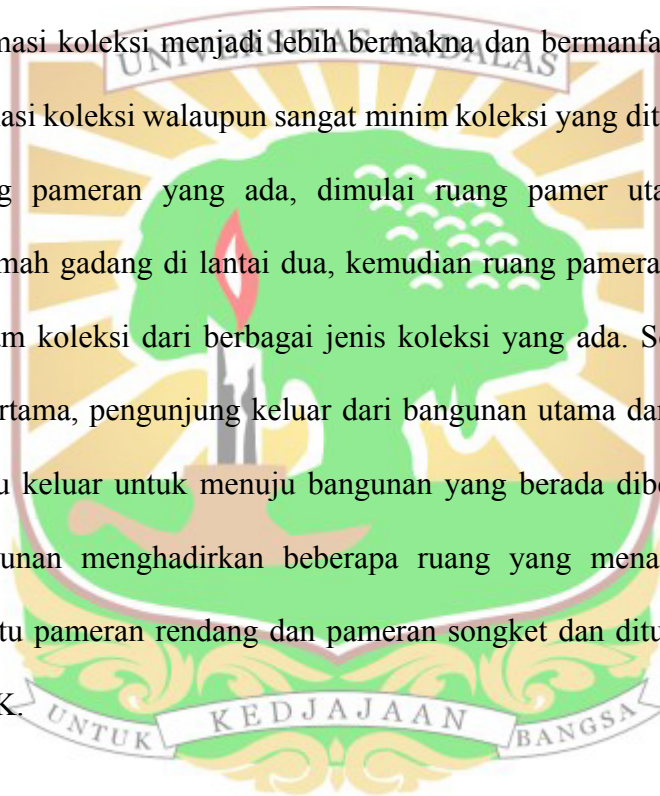 UNIVERSITAS ANDALAS
masi koleksi menjadi lebih bermakna dan bermanfa
asi koleksi walaupun sangat minim koleksi yang dit
g pameran yang ada, dimulai ruang pamer uta
mah gadang di lantai dua, kemudian ruang pamera
m koleksi dari berbagai jenis koleksi yang ada. S
rtama, pengunjung keluar dari bangunan utama dar
u keluar untuk menuju bangunan yang berada dibe
unan menghadirkan beberapa ruang yang mena
tu pameran rendang dan pameran songket dan ditu
K.
UNTUK KEDJAJAAN BANGSA